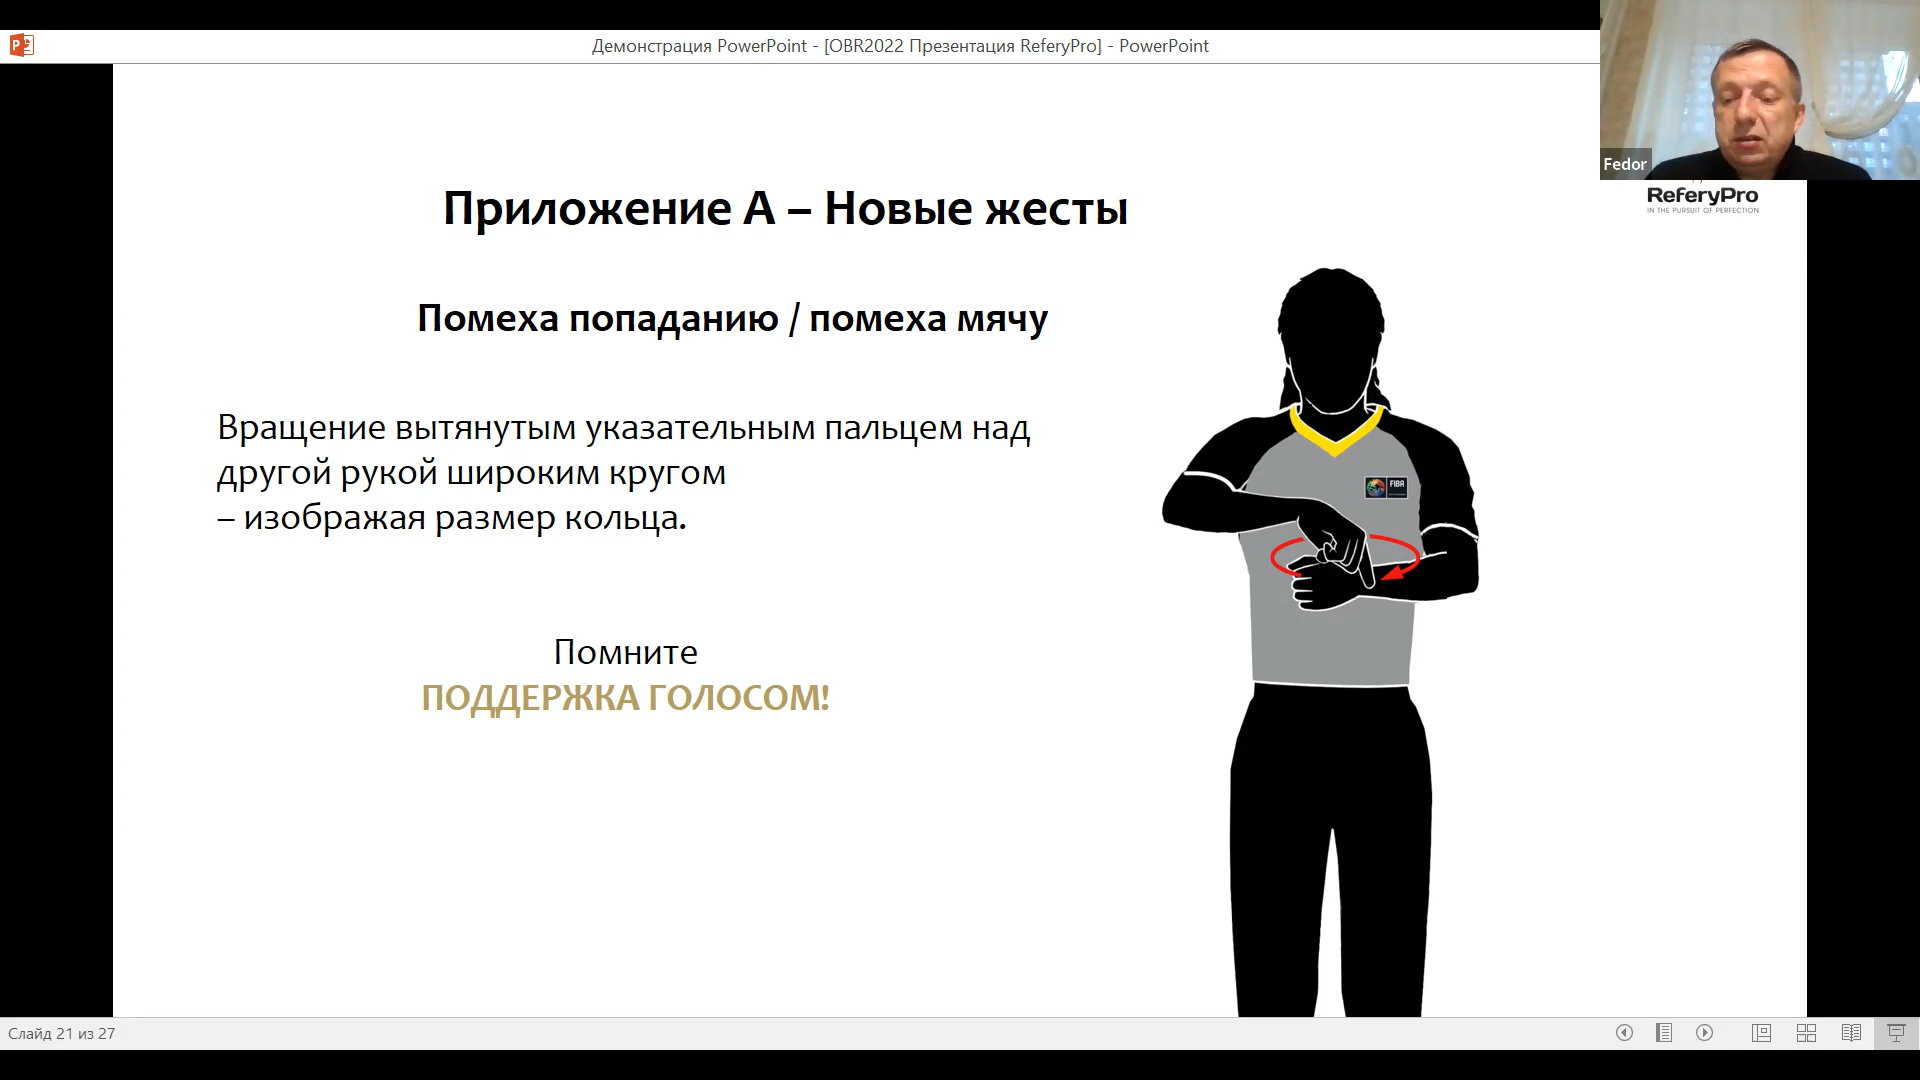 Демонстрация PowerPoint - [OBR2022 Презентация ReferyPro] - PowerPoint
Fedor
ReferyPro
IN THE PURSUIT OF PERFECTION
Приложение А – Новые жесты
Помеха попаданию / помеха мячу
Вращение вытянутым указательным пальцем над
другой рукой широким кругом
– изображая размер кольца.
FIBA
Помните
ПОДДЕРЖКА ГОЛОСОМ!
Слайд 21 из 27